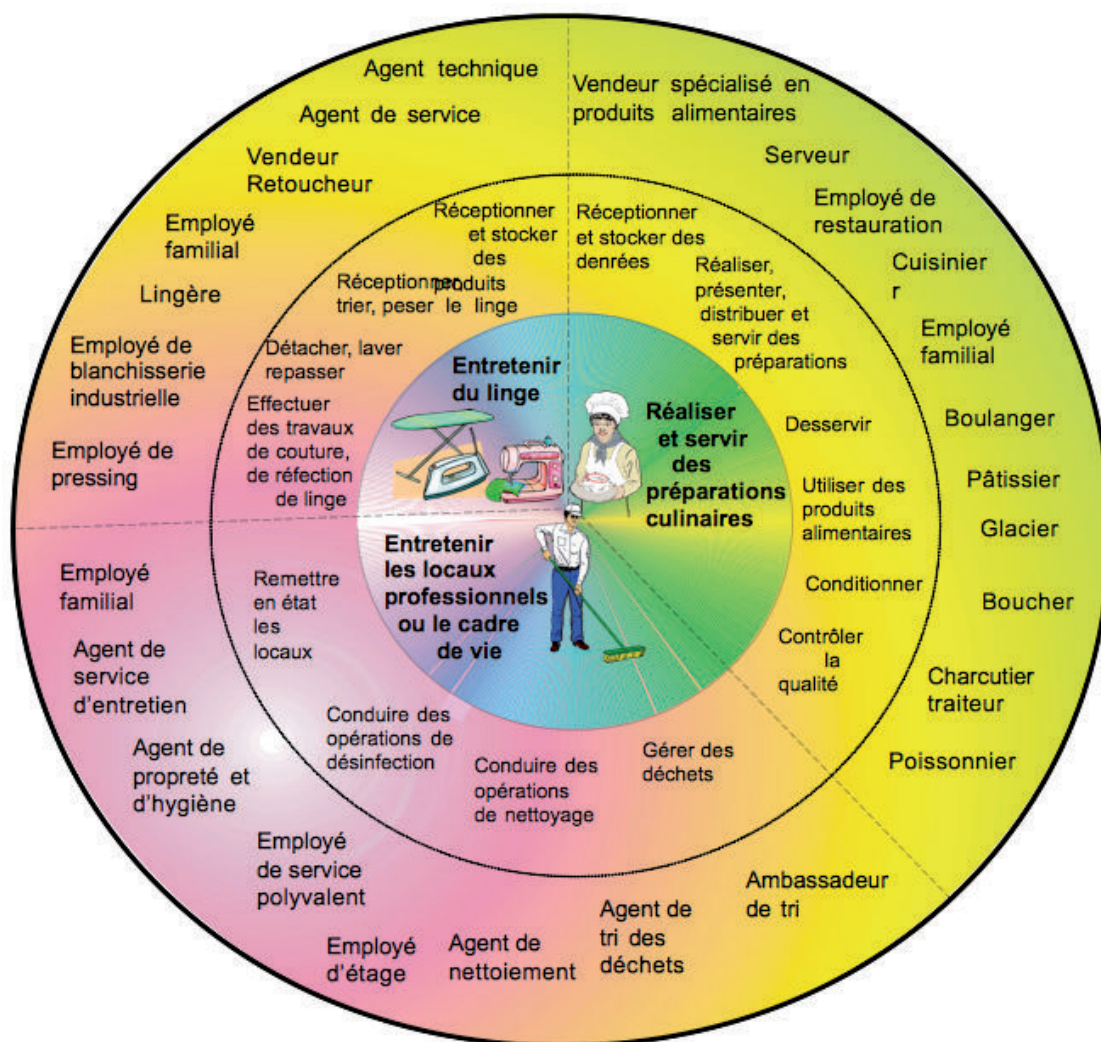 Agent technique
Agent de service
Vendeur
Retoucheur
Employé
familial
Lingère
Employé de
blanchisserie
industrielle
Employé de
pressing
Vendeur spécialisé en
produits alimentaires
Serveur
Employé de
restauration
Cuisinier
r
Employé
familial
Boulanger
Pâtissier
Glacier
Boucher
Charcutier
traiteur
Poissonnier
Réceptionner
et stocker
des
produits
Réceptionner,
trier, peser le linge
Détacher, laver
repasser
Effectuer
des travaux
de couture,
de réfection
de linge
Réceptionner
et stocker des
denrées
Réaliser,
présenter,
distribuer et
servir des
préparations
Desservir
Utiliser des
produits
alimentaires
Conditionner
Contrôler
la
qualité
Entretenir
du linge
Réaliser
et servir
des
préparations
culinaires
Entretenir
les locaux
professionnels
ou le cadre
de vie
Remettre
en état
les
locaux
Conduire des
opérations de
désinfection
Conduire des
opérations
de nettoyage
Gérer des
déchets
Employé
familial
Agent de
service
d'entretien
Agent de
propreté et
d'hygiène
Employé
de service
polyvalent
Employé
d'étage
Agent de
nettoiement
Agent de
tri des
déchets
Ambassadeur
de tri